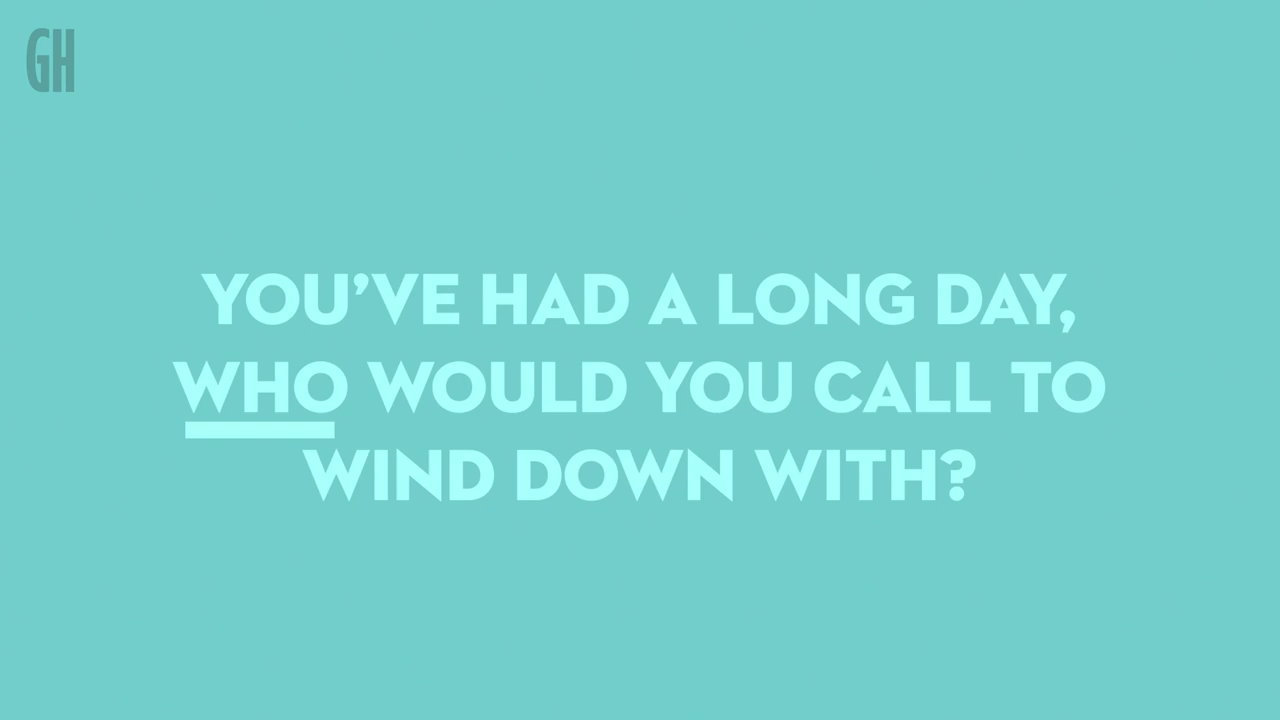 GH
YOU’VE HAD A LONG DAY,
WHO WOULD YOU CALL TO
WIND DOWN WITH?